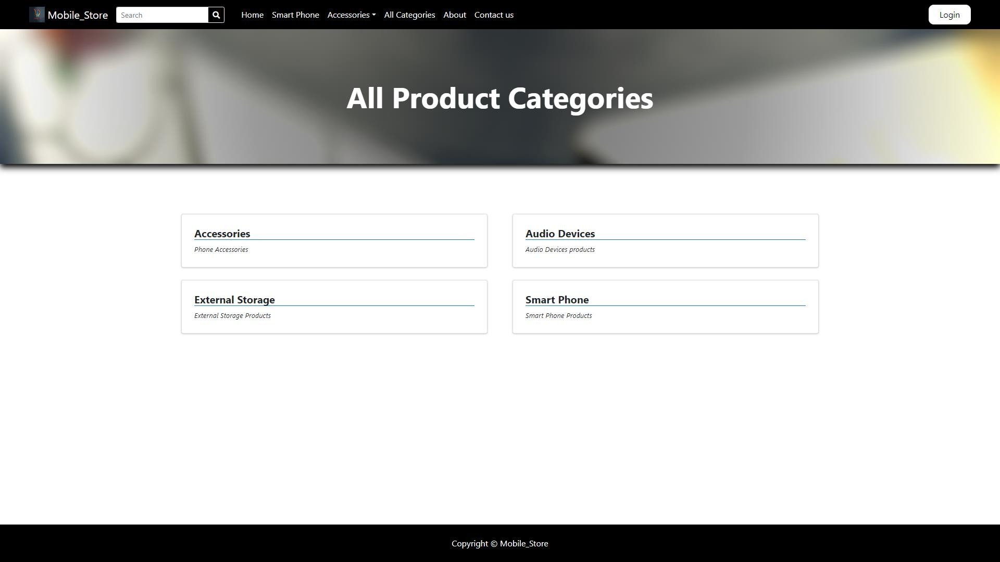 Mobile_Store
Search
Home
Smart Phone
Accessories
All Categories
About
Contact us
Login
All Product Categories
Accessories
Phone Accessories
Audio Devices
Audio Devices products
External Storage
External Storage Products
Smart Phone
Smart Phone Products
Copyright © Mobile_Store